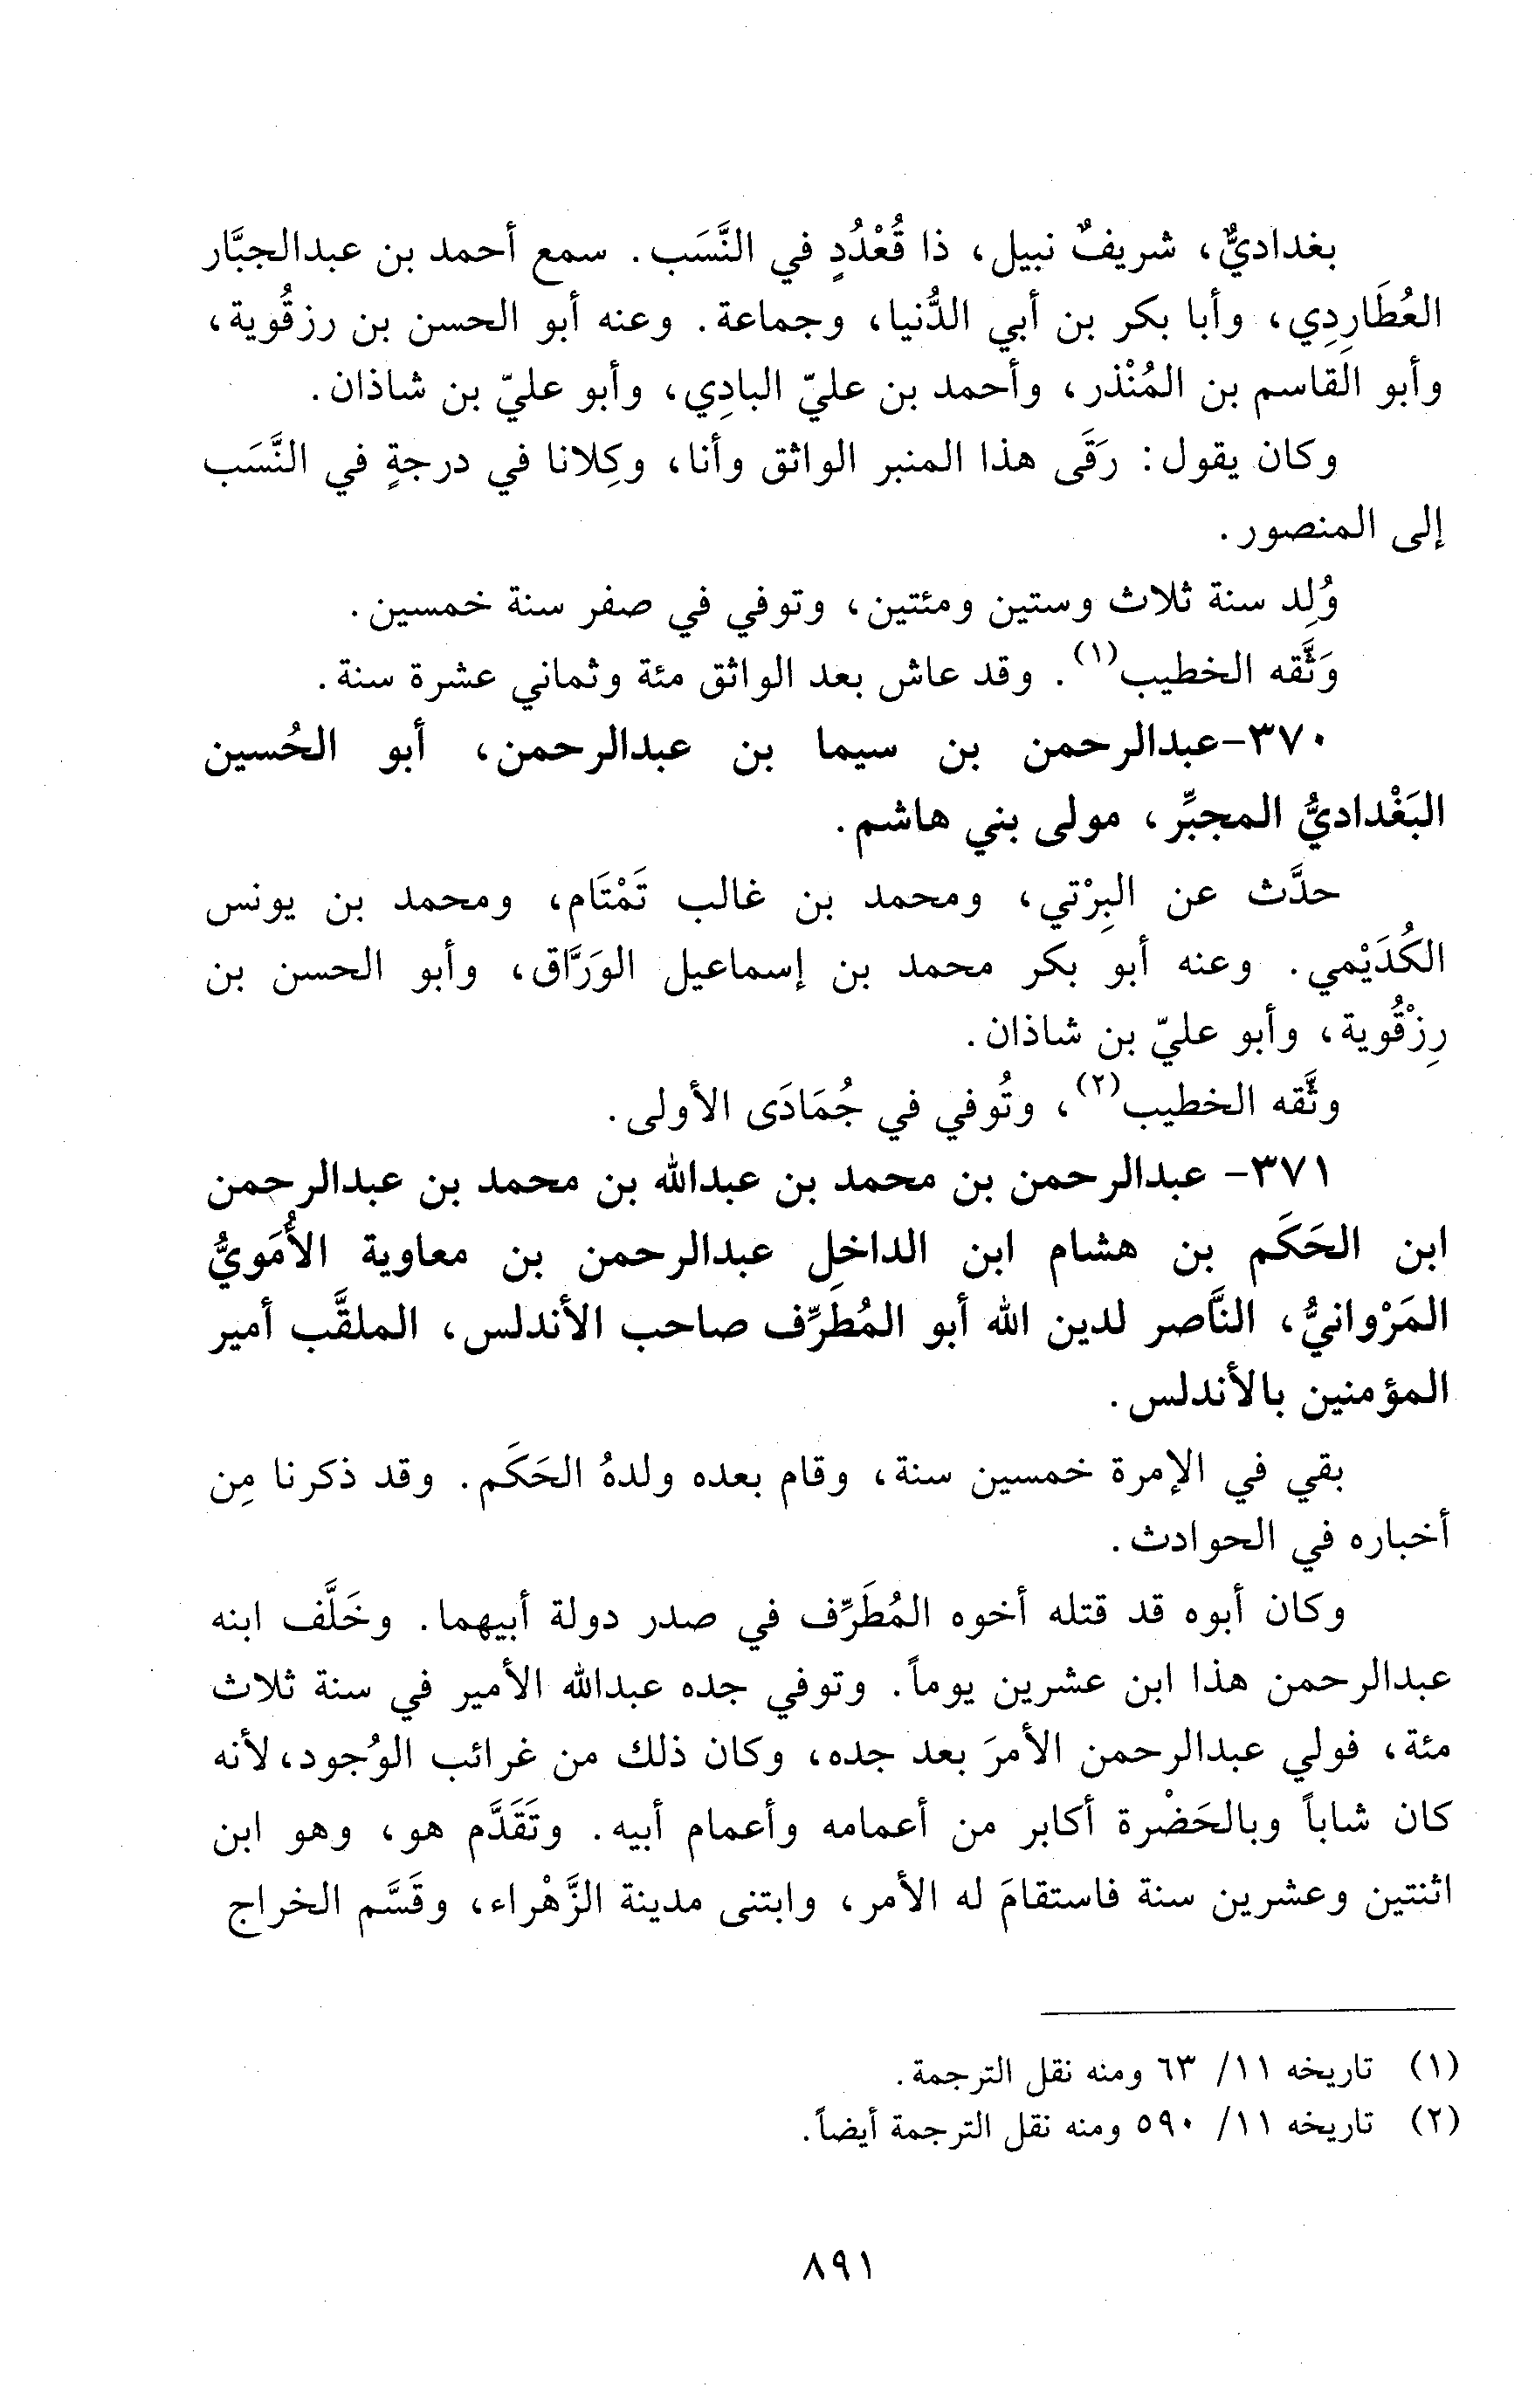 بغداديٌّ، شريفٌ نبيل، ذا قُعْدُدٍ في النَّسَب. سمع أحمد بن عبدالجبَّار
العُطَارِدِي، وأبا بكر بن أبي الدُّنيا، وجماعة. وعنه أبو الحسن بن رزقُوية،
وأبو القاسم بن المُنْذر، وأحمد بن عليّ البادِي، وأبو عليّ بن شاذان.
وكان يقول: رَقَى هذا المنبر الواثق وأنا، وكِلانا في درجةٍ في النَّسَب
إلى المنصور.
وُلِد سنة ثلاث وستين ومئتين، وتوفي في صفر سنة خمسين.
وَثَّقه الخطيب(١). وقد عاش بعد الواثق مئة وثماني عشرة سنة.
٣٧٠-عبدالرحمن بن سيما بن عبدالرحمن، أبو الحُسين
البَغْداديُّ المجبِّر، مولى بني هاشم.
حدَّث عن البِرْتي، ومحمد بن غالب تَمْتَام، ومحمد بن يونس
الكُدَيْمي. وعنه أبو بكر محمد بن إسماعيل الوَرَّاق، وأبو الحسن بن
رِزْقُوية، وأبو عليّ بن شاذان.
وثَّقه الخطيب(٢)، وتُوفي في جُمَادَى الأولى.
٣٧١- عبدالرحمن بن محمد بن عبدالله بن محمد بن عبدالرحمن
ابن الحَكَم بن هشام ابن الداخِل عبدالرحمن بن معاوية الأُمَويُّ
المَرْوانيُّ، النَّاصر لدين الله أبو المُطَرِّف صاحب الأندلس، الملقَّب أمير
المؤمنين بالأندلس.
بقي في الإمرة خمسين سنة، وقام بعده ولدهُ الحَكَم. وقد ذكرنا مِن
أخباره في الحوادث.
وكان أبوه قد قتله أخوه المُطَرِّف في صدر دولة أبيهما. وخَلَّف ابنه
عبدالرحمن هذا ابن عشرين يوماً. وتوفي جده عبدالله الأمير في سنة ثلاث
مئة، فولي عبدالرحمن الأمرَ بعد جده، وكان ذلك من غرائب الوُجود، لأنه
كان شاباً وبالحَضْرة أكابر من أعمامه وأعمام أبيه. وتَقَدَّم هو، وهو ابن
اثنتين وعشرين سنة فاستقامَ له الأمر، وابتنى مدينة الزَّهْراء، وقَسَّم الخراج
(١) تاريخه ١١/ ٦٣ ومنه نقل الترجمة.
(٢) تاريخه ١١/ ٥٩٠ ومنه نقل الترجمة أيضاً.
٨٩١